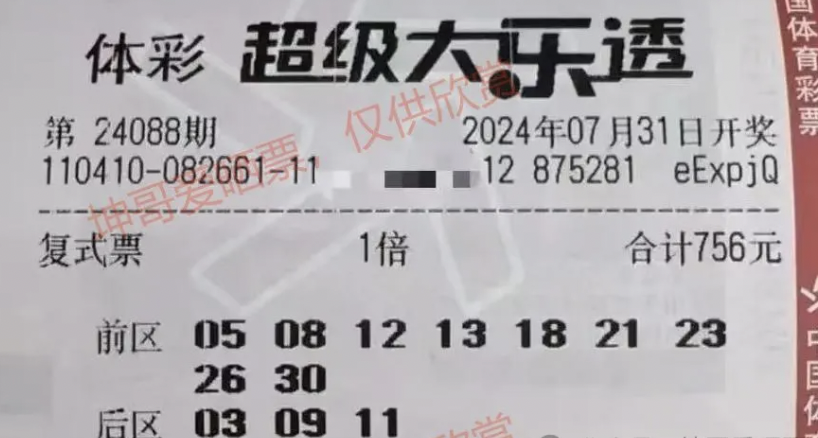 体彩 超级大乐透
第 24088期 2024年07月31日开奖
110410-082661-11 12 875281 eExpjQ
复式票 1倍 合计756元
前区 05 08 12 13 18 21 23
26 30
后区 03 09 11
坤哥爱晒票，仅供欣赏
国体育彩票
中国体